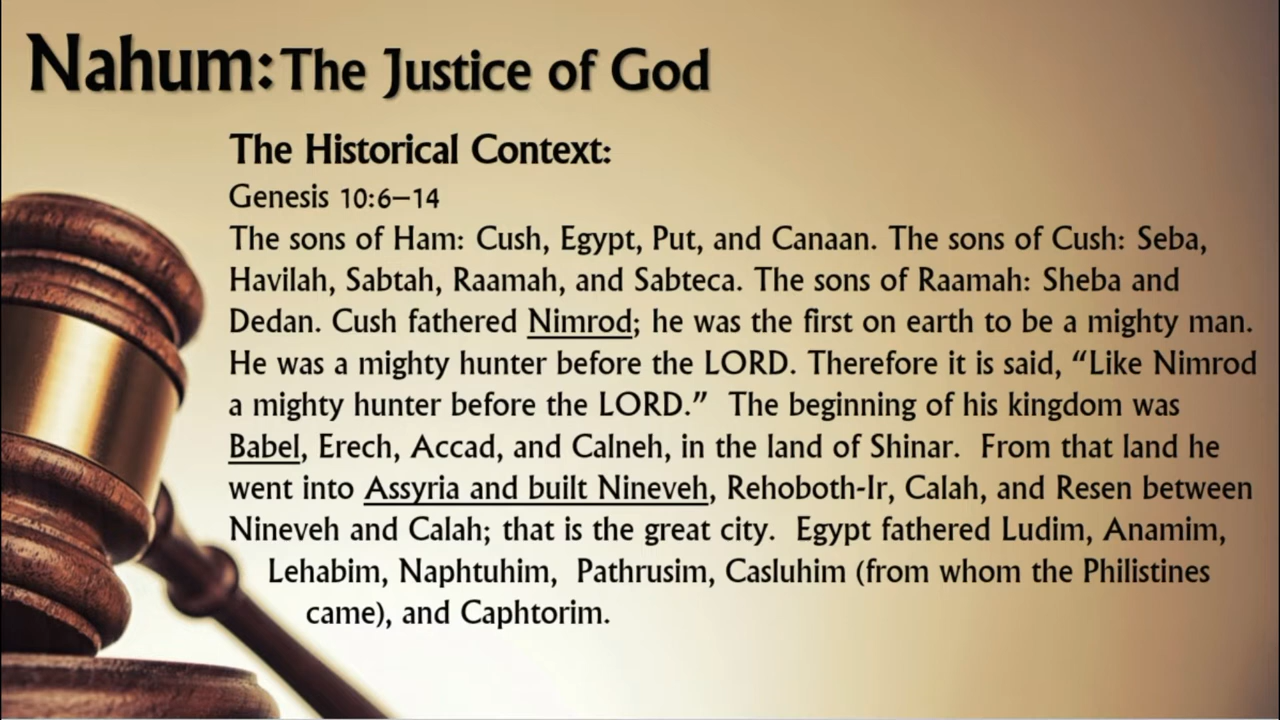 Nahum: The Justice of God
The Historical Context:
Genesis 10:6–14
The sons of Ham: Cush, Egypt, Put, and Canaan. The sons of Cush: Seba,
Havilah, Sabtah, Raamah, and Sabteca. The sons of Raamah: Sheba and
Dedan. Cush fathered Nimrod; he was the first on earth to be a mighty man.
He was a mighty hunter before the LORD. Therefore it is said, “Like Nimrod
a mighty hunter before the LORD.” The beginning of his kingdom was
Babel, Erech, Accad, and Calneh, in the land of Shinar. From that land he
went into Assyria and built Nineveh, Rehoboth-Ir, Calah, and Resen between
Nineveh and Calah; that is the great city. Egypt fathered Ludim, Anamim,
Lehabim, Naphtuhim, Pathrusim, Casluhim (from whom the Philistines
came), and Caphtorim.